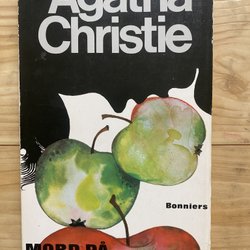 Agatha
Christie
Bonniers
MORD PÅ